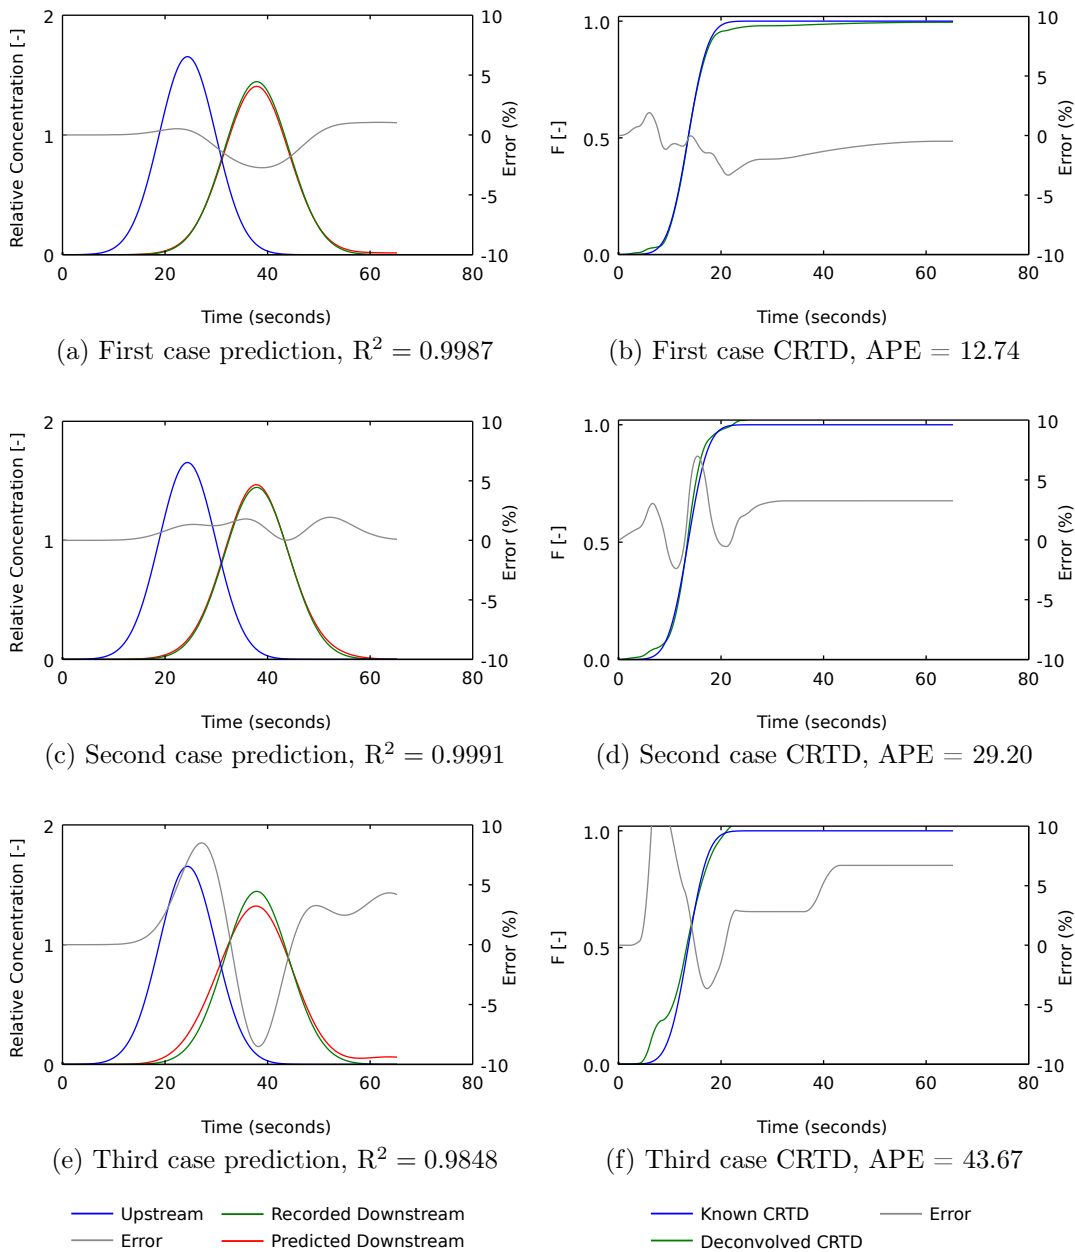 2
1
0
Relative Concentration [-]
0 20 40 60 80
Time (seconds)
10
5
0
-5
-10
Error (%)
(a) First case prediction, R² = 0.9987
1.0
0.5
0.0
F [-]
0 20 40 60 80
Time (seconds)
10
5
0
-5
-10
Error (%)
(b) First case CRTD, APE = 12.74
2
1
0
Relative Concentration [-]
0 20 40 60 80
Time (seconds)
10
5
0
-5
-10
Error (%)
(c) Second case prediction, R² = 0.9991
1.0
0.5
0.0
F [-]
0 20 40 60 80
Time (seconds)
10
5
0
-5
-10
Error (%)
(d) Second case CRTD, APE = 29.20
2
1
0
Relative Concentration [-]
0 20 40 60 80
Time (seconds)
10
5
0
-5
-10
Error (%)
(e) Third case prediction, R² = 0.9848
1.0
0.5
0.0
F [-]
0 20 40 60 80
Time (seconds)
10
5
0
-5
-10
Error (%)
(f) Third case CRTD, APE = 43.67
Upstream
Recorded Downstream
Error
Predicted Downstream
Known CRTD
Error
Deconvolved CRTD